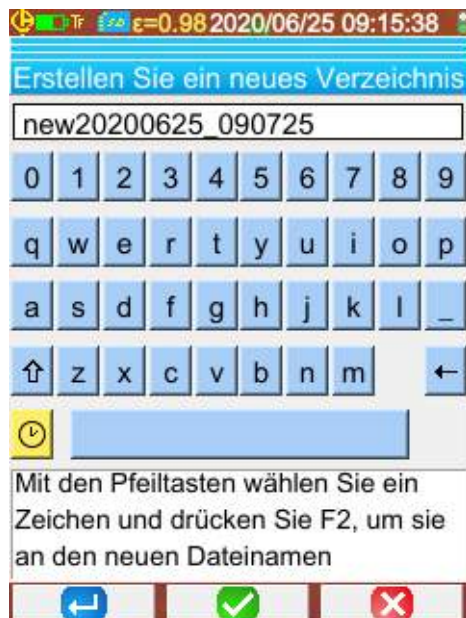 TF ε=0.98 2020/06/25 09:15:38
Erstellen Sie ein neues Verzeichnis
new20200625_090725
0 1 2 3 4 5 6 7 8 9
q w e r t y u i o p
a s d f g h j k l _
⇧ z x c v b n m ←
Mit den Pfeiltasten wählen Sie ein
Zeichen und drücken Sie F2, um sie
an den neuen Dateinamen